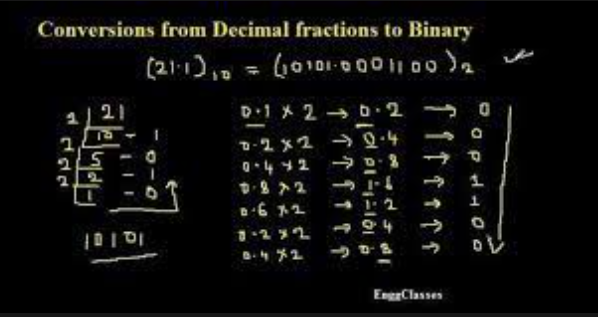 Conversions from Decimal fractions to Binary
(21.1)10 = (10101.0001100)2
2 | 21
2 | 10 - 1
2 | 5 - 0
2 | 2 - 1
1 - 0
10101
0.1 × 2 → 0.2 → 0
0.2 × 2 → 0.4 → 0
0.4 × 2 → 0.8 → 0
0.8 × 2 → 1.6 → 1
0.6 × 2 → 1.2 → 1
0.2 × 2 → 0.4 → 0
0.4 × 2 → 0.8 → 0
EnggClasses